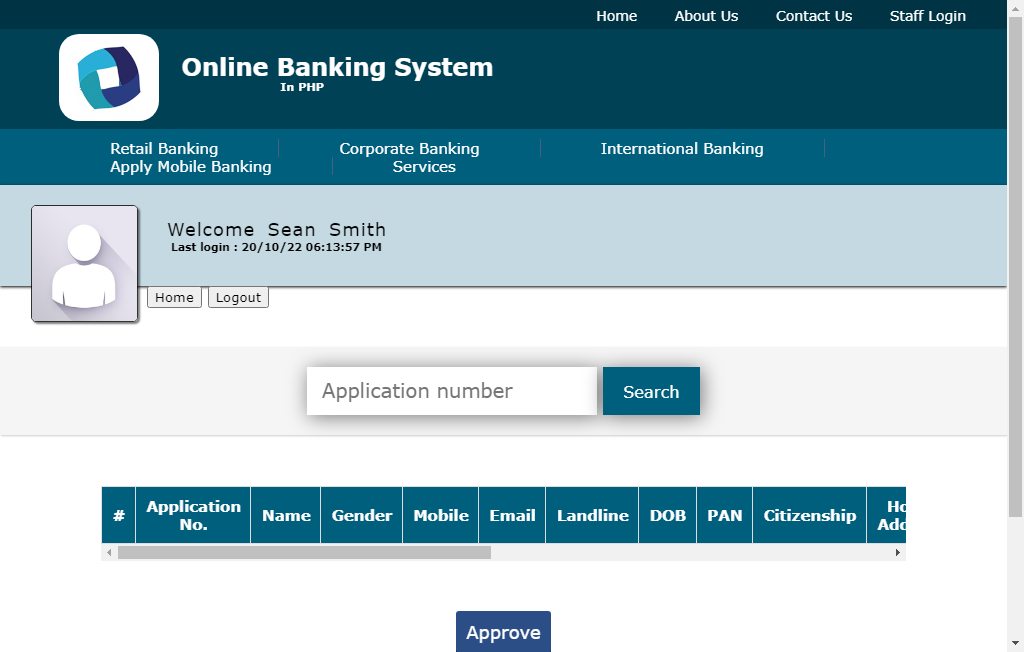 Home About Us Contact Us Staff Login
Online Banking System
In PHP
Retail Banking Corporate Banking International Banking
Apply Mobile Banking Services
Welcome Sean Smith
Last login : 20/10/22 06:13:57 PM
Home Logout
Application number Search
# Application No. Name Gender Mobile Email Landline DOB PAN Citizenship
Approve